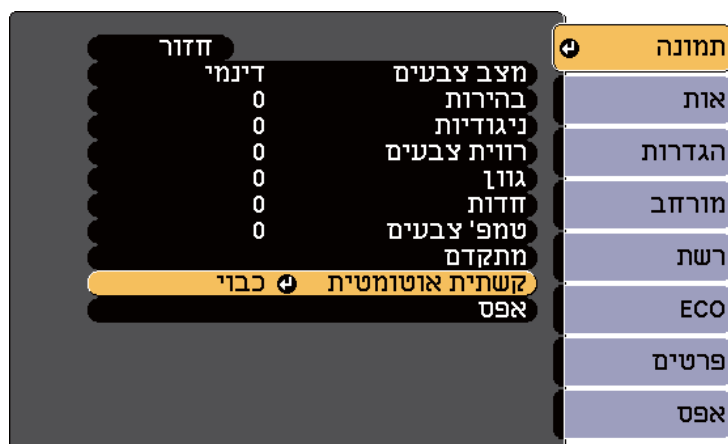 תמונה
אות
הגדרות
מורחב
רשת
ECO
פרטים
אפס
חזור
מצב צבעים דינמי
בהירות 0
ניגודיות 0
רווית צבעים 0
גוון 0
חדות 0
טמפ' צבעים 0
מתקדם
קשתית אוטומטית כבוי
אפס